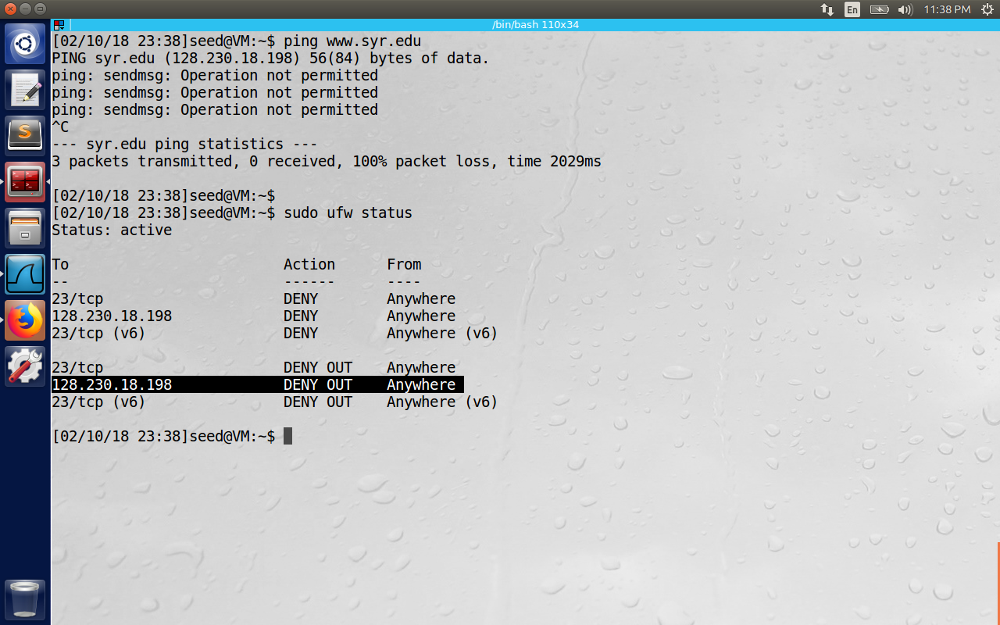 En 11:38 PM
/bin/bash 110x34
[02/10/18 23:38]seed@VM:~$ ping www.syr.edu
PING syr.edu (128.230.18.198) 56(84) bytes of data.
ping: sendmsg: Operation not permitted
ping: sendmsg: Operation not permitted
ping: sendmsg: Operation not permitted
^C
--- syr.edu ping statistics ---
3 packets transmitted, 0 received, 100% packet loss, time 2029ms
[02/10/18 23:38]seed@VM:~$
[02/10/18 23:38]seed@VM:~$ sudo ufw status
Status: active
To Action From
-- ------ ----
23/tcp DENY Anywhere
128.230.18.198 DENY Anywhere
23/tcp (v6) DENY Anywhere (v6)
23/tcp DENY OUT Anywhere
128.230.18.198 DENY OUT Anywhere
23/tcp (v6) DENY OUT Anywhere (v6)
[02/10/18 23:38]seed@VM:~$